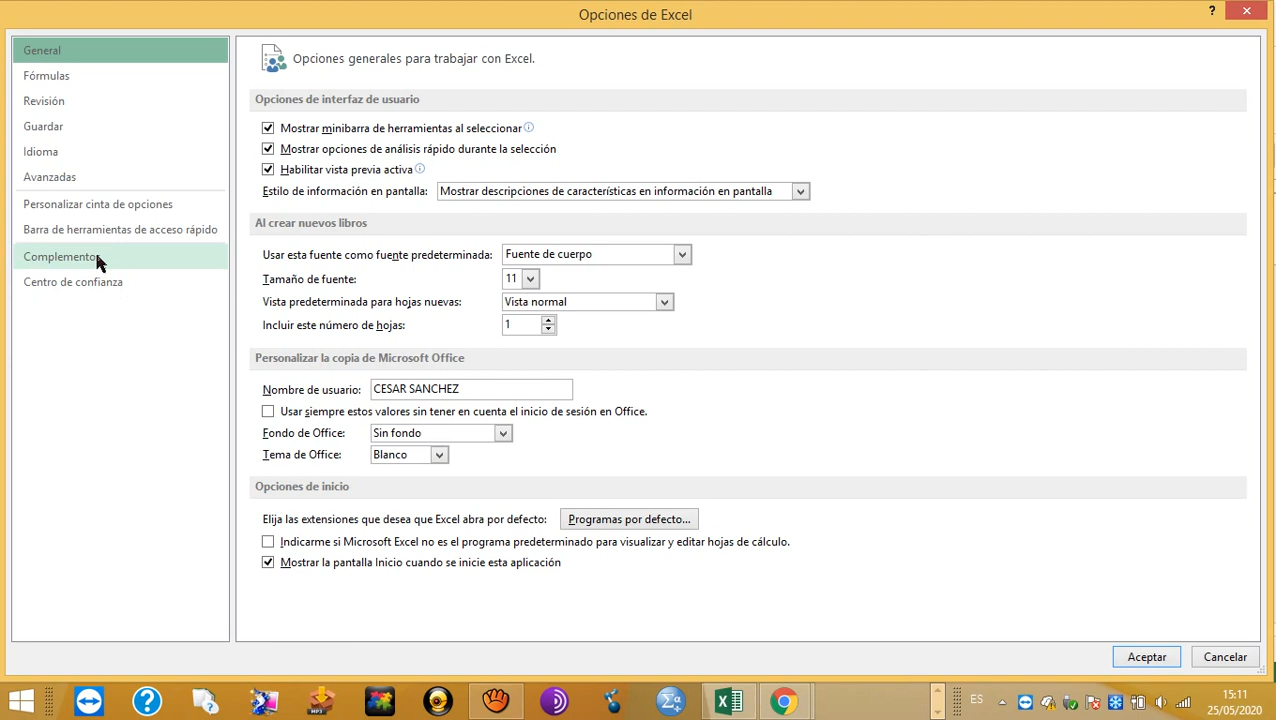 Opciones de Excel
?
General
Fórmulas
Revisión
Guardar
Idioma
Avanzadas
Personalizar cinta de opciones
Barra de herramientas de acceso rápido
Complementos
Centro de confianza
Opciones generales para trabajar con Excel.
Opciones de interfaz de usuario
Mostrar minibarra de herramientas al seleccionar
Mostrar opciones de análisis rápido durante la selección
Habilitar vista previa activa
Estilo de información en pantalla: Mostrar descripciones de características en información en pantalla
Al crear nuevos libros
Usar esta fuente como fuente predeterminada: Fuente de cuerpo
Tamaño de fuente: 11
Vista predeterminada para hojas nuevas: Vista normal
Incluir este número de hojas: 1
Personalizar la copia de Microsoft Office
Nombre de usuario: CESAR SANCHEZ
Usar siempre estos valores sin tener en cuenta el inicio de sesión en Office.
Fondo de Office: Sin fondo
Tema de Office: Blanco
Opciones de inicio
Elija las extensiones que desea que Excel abra por defecto: Programas por defecto...
Indicarme si Microsoft Excel no es el programa predeterminado para visualizar y editar hojas de cálculo.
Mostrar la pantalla Inicio cuando se inicie esta aplicación
Aceptar Cancelar
MP3
Σα
ES
15:11
25/05/2020